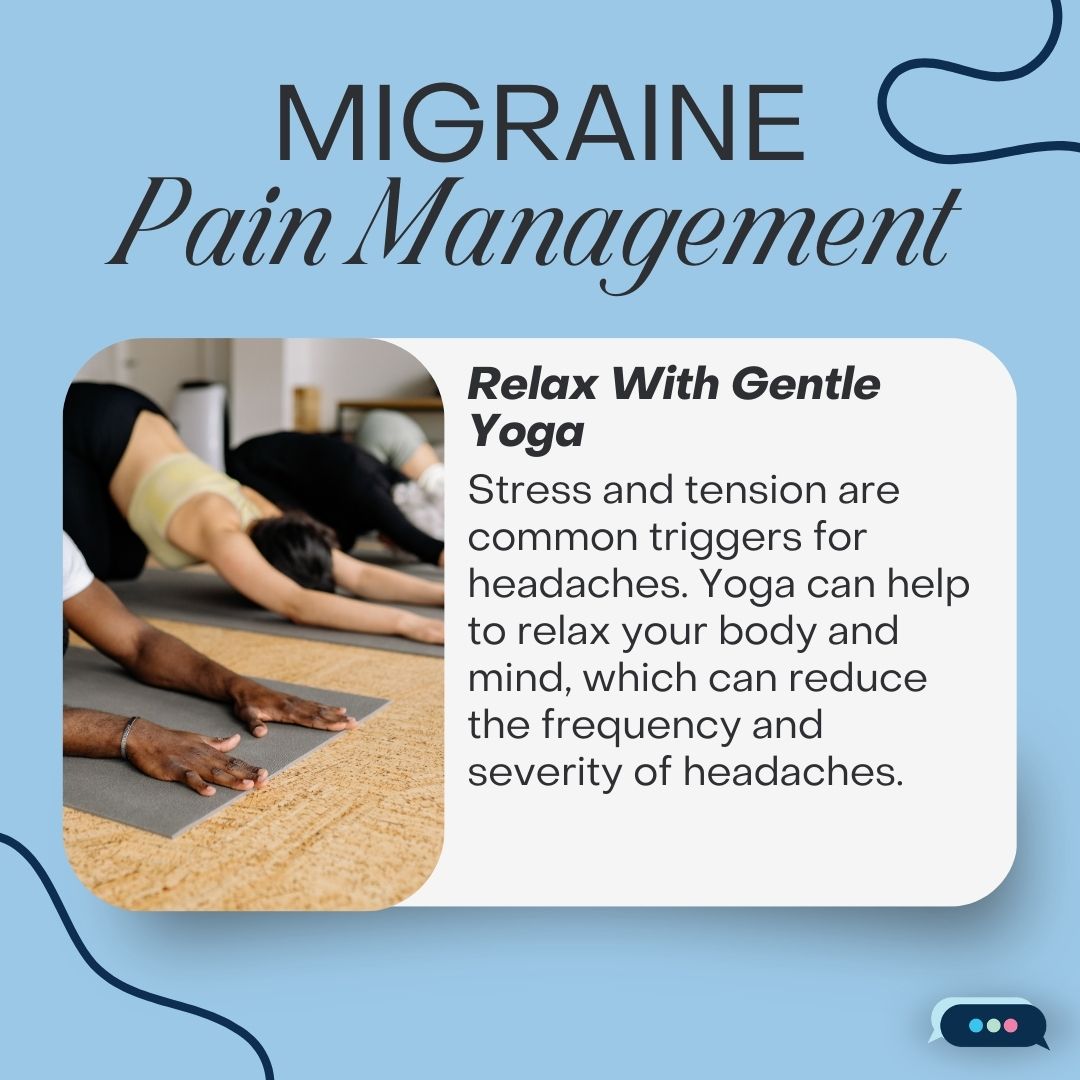 MIGRAINE
Pain Management
Relax With Gentle
Yoga
Stress and tension are
common triggers for
headaches. Yoga can help
to relax your body and
mind, which can reduce
the frequency and
severity of headaches.